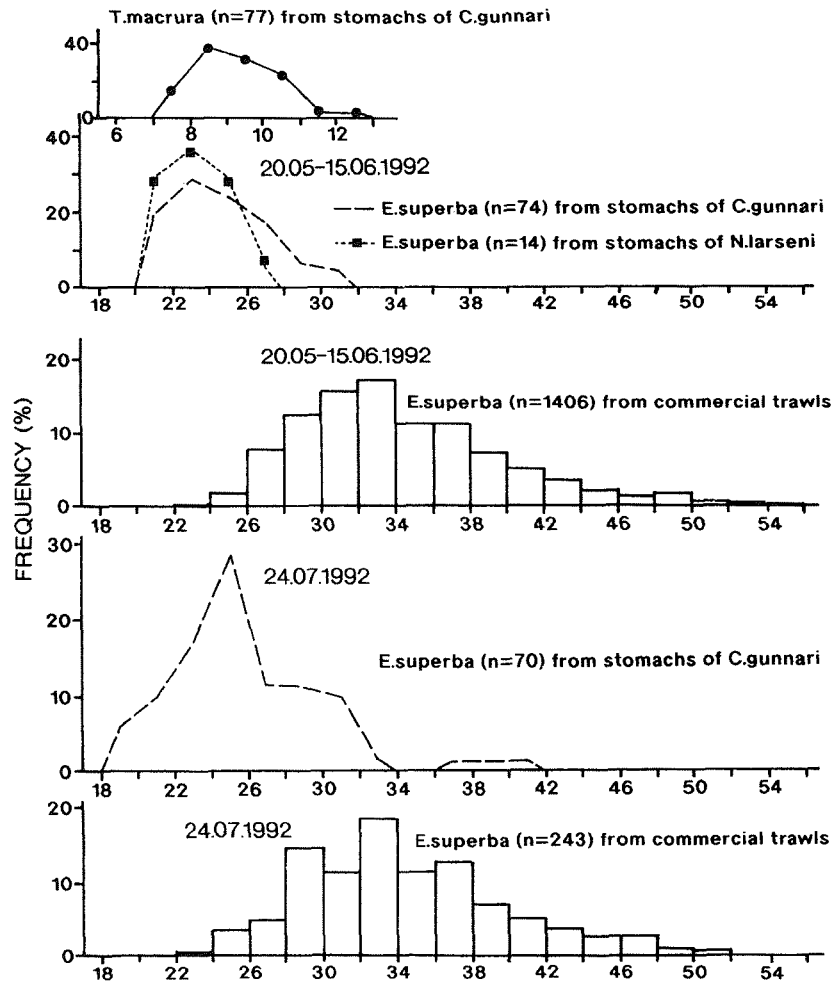 T.macrura (n=77) from stomachs of C.gunnari
40
0
6 8 10 12
40
20.05-15.06.1992
20
E.superba (n=74) from stomachs of C.gunnari
E.superba (n=14) from stomachs of N.larseni
0
18 22 26 30 34 38 42 46 50 54
20
20.05-15.06.1992
E.superba (n=1406) from commercial trawls
10
0
18 22 26 30 34 38 42 46 50 54
FREQUENCY (%)
30
24.07.1992
20
E.superba (n=70) from stomachs of C.gunnari
10
0
18 22 26 30 34 38 42 46 50 54
20
24.07.1992
E.superba (n=243) from commercial trawls
10
0
18 22 26 30 34 38 42 46 50 54